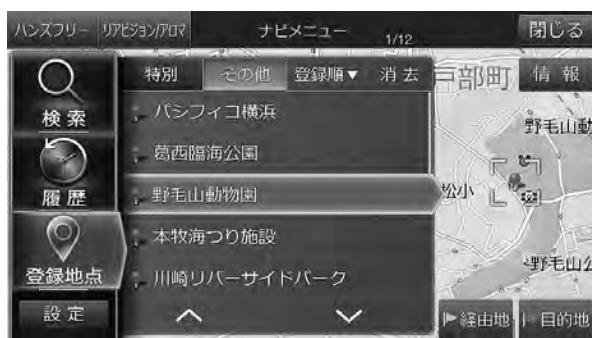 ハンズフリー リアビジョン/アロマ ナビメニュー 1/12 閉じる
特別 その他 登録順▼ 消去 戸部町 情報
検索
パシフィコ横浜
野毛山動
葛西臨海公園
履歴
野毛山動物園
松小
本牧海づり施設
登録地点
野毛山公
川崎リバーサイドパーク
設定
経由地 目的地